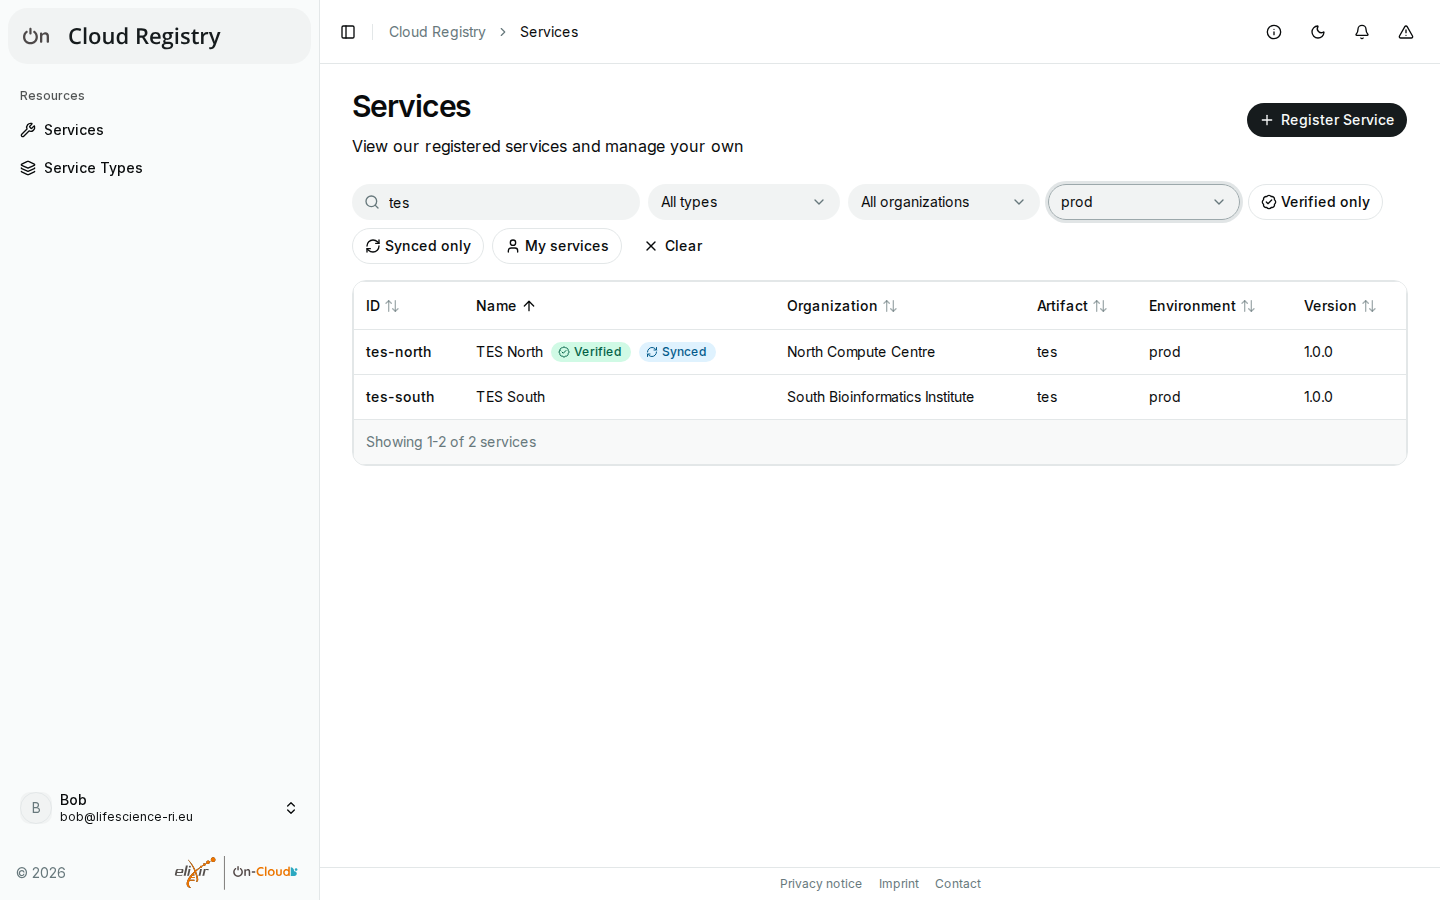 On Cloud Registry
Cloud Registry > Services
Resources
Services
Service Types
Services
View our registered services and manage your own
Register Service
tes
All types
All organizations
prod
Verified only
Synced only
My services
Clear
ID Name Organization Artifact Environment Version
tes-north TES North Verified Synced North Compute Centre tes prod 1.0.0
tes-south TES South South Bioinformatics Institute tes prod 1.0.0
Showing 1-2 of 2 services
B
Bob
bob@lifescience-ri.eu
© 2026
elixir
On-Cloud
Privacy notice Imprint Contact